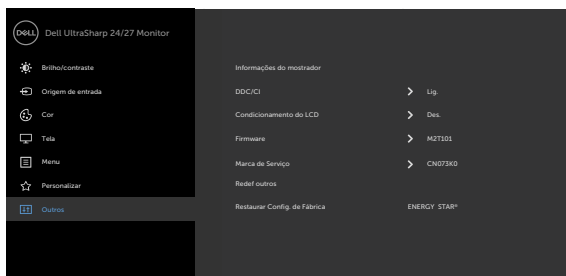 DELL Dell UltraSharp 24/27 Monitor
Brilho/contraste
Origem de entrada
Cor
Tela
Menu
Personalizar
Outros
Informações do mostrador
DDC/CI > Lig.
Condicionamento do LCD > Des.
Firmware > M2T101
Marca de Serviço > CN073K0
Redef outros
Restaurar Config. de Fábrica ENERGY STAR®